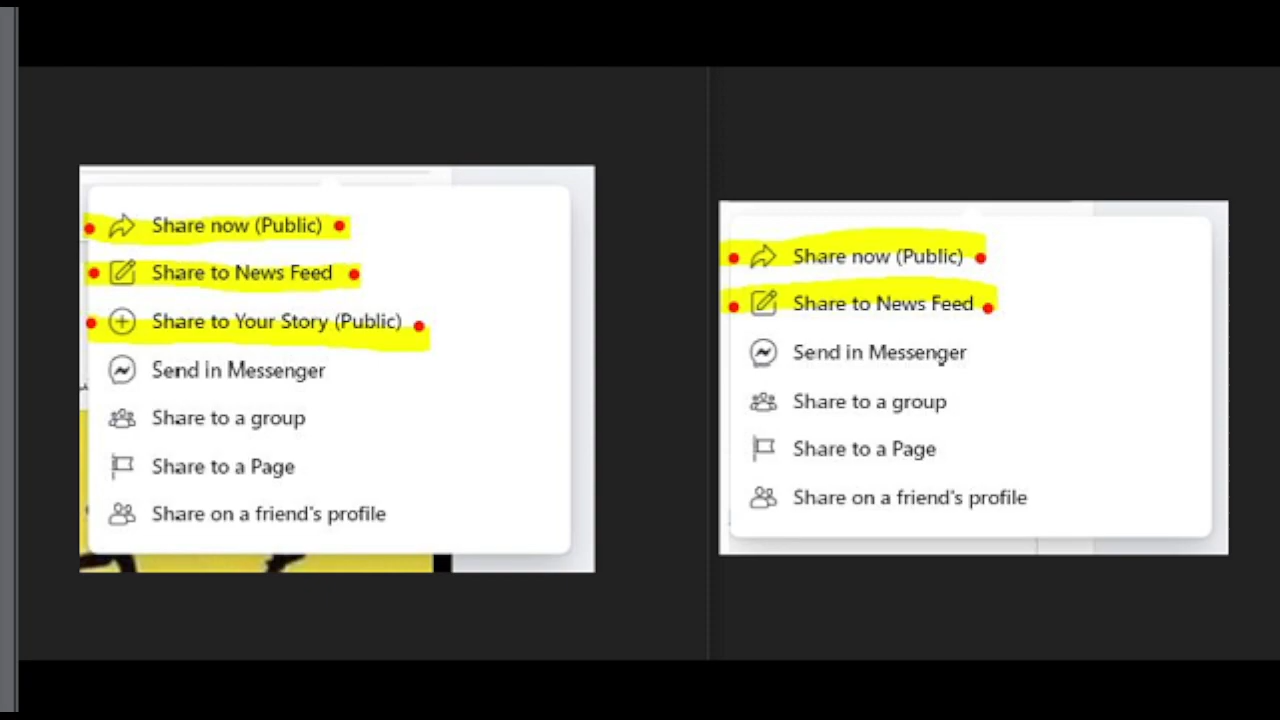 Share now (Public)
Share to News Feed
Share to Your Story (Public)
Send in Messenger
Share to a group
Share to a Page
Share on a friend's profile
Share now (Public)
Share to News Feed
Send in Messenger
Share to a group
Share to a Page
Share on a friend's profile